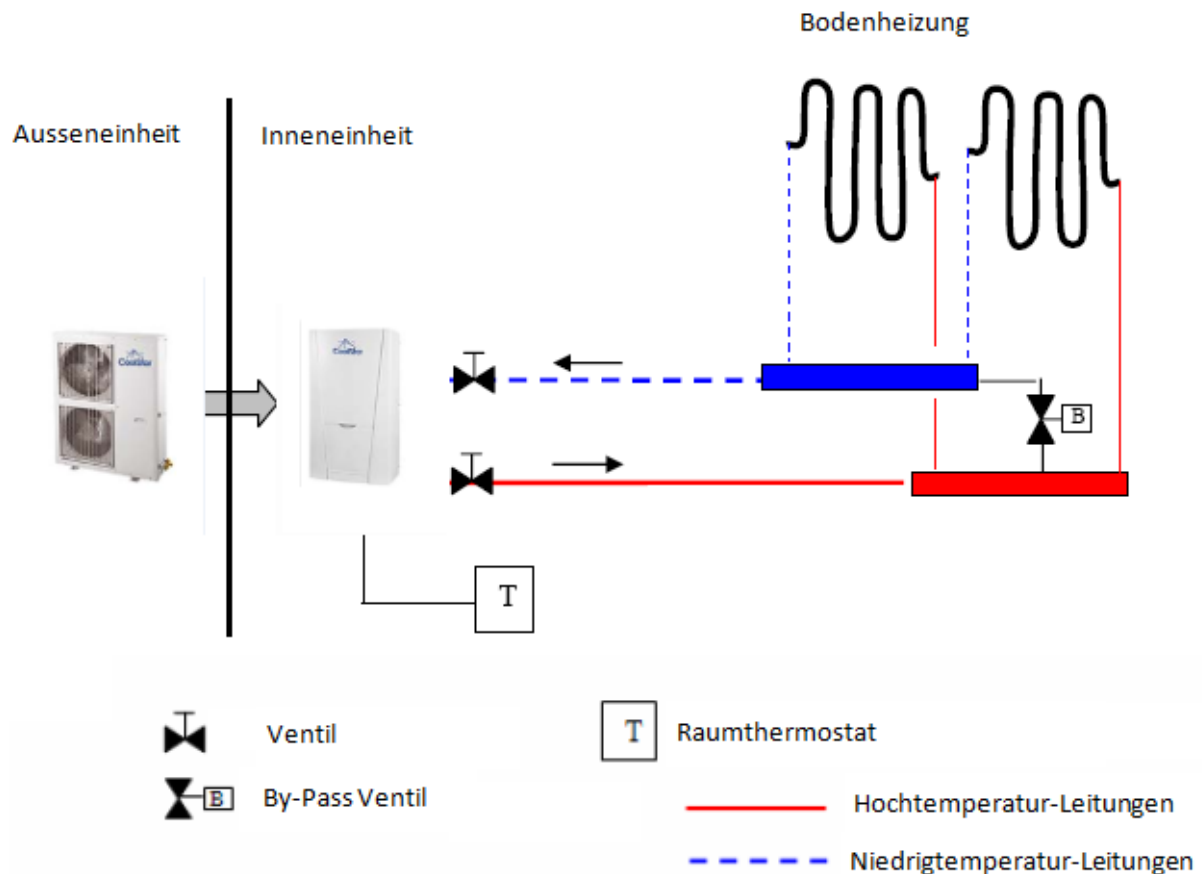 Bodenheizung
Ausseneinheit
Inneneinheit
B
T
Ventil
T
Raumthermostat
B
By-Pass Ventil
Hochtemperatur-Leitungen
Niedrigtemperatur-Leitungen